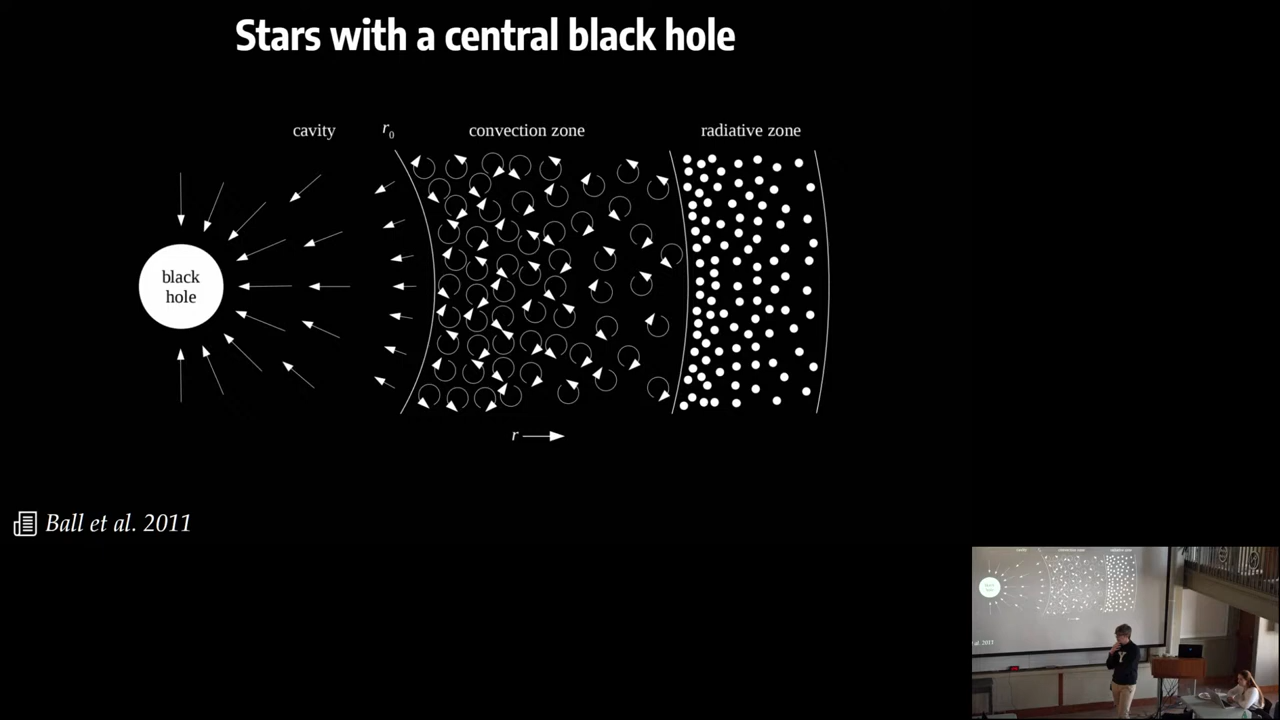 Stars with a central black hole
cavity
r0
convection zone
radiative zone
black
hole
r
Ball et al. 2011
Y